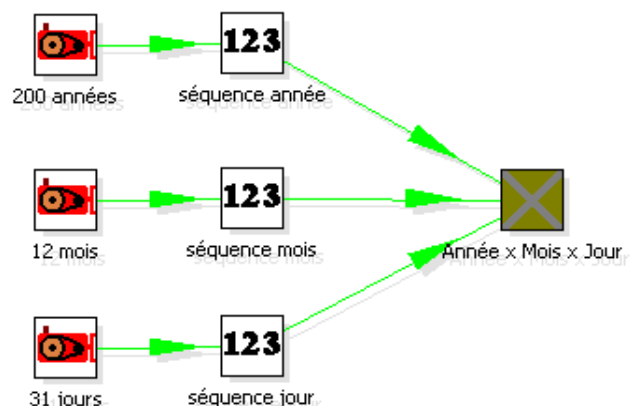 123
200 années
séquence année
123
12 mois
séquence mois
Année x Mois x Jour
123
31 jours
séquence jour